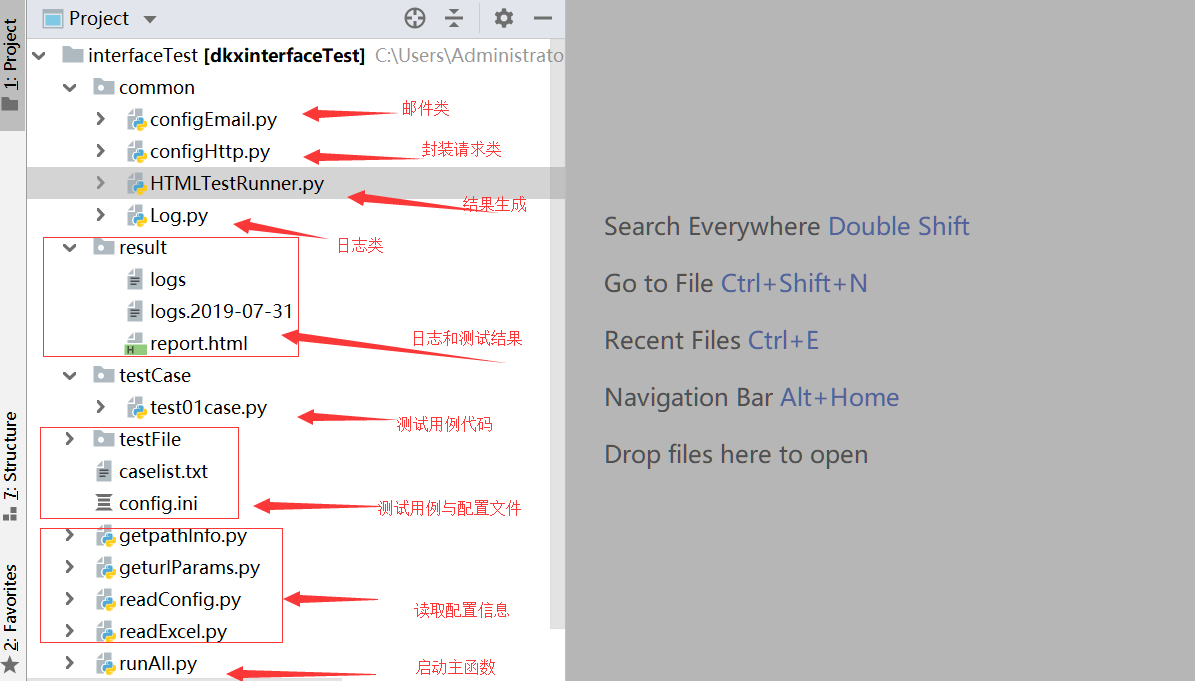 Project
1: Project
interfaceTest [dkxinterfaceTest] C:\Users\Administrato
common
configEmail.py
邮件类
configHttp.py
封装请求类
HTMLTestRunner.py
结果生成
Log.py
日志类
result
logs
logs.2019-07-31
report.html
日志和测试结果
testCase
test01case.py
测试用例代码
testFile
caselist.txt
config.ini
测试用例与配置文件
getpathInfo.py
geturlParams.py
readConfig.py
读取配置信息
readExcel.py
runAll.py
启动主函数
7: Structure
2: Favorites
Search Everywhere Double Shift
Go to File Ctrl+Shift+N
Recent Files Ctrl+E
Navigation Bar Alt+Home
Drop files here to open